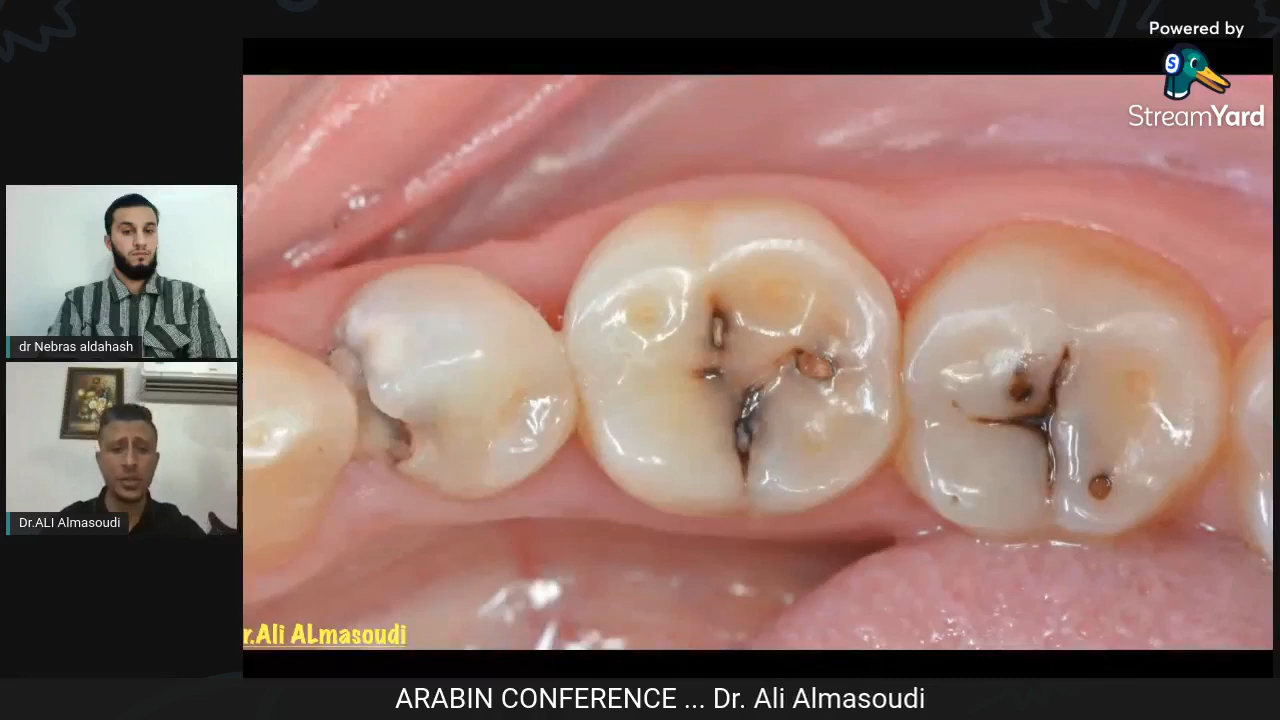 Powered by
S
StreamYard
dr Nebras aldahash
Dr.ALI Almasoudi
r.Ali ALmasoudi
ARABIN CONFERENCE ... Dr. Ali Almasoudi